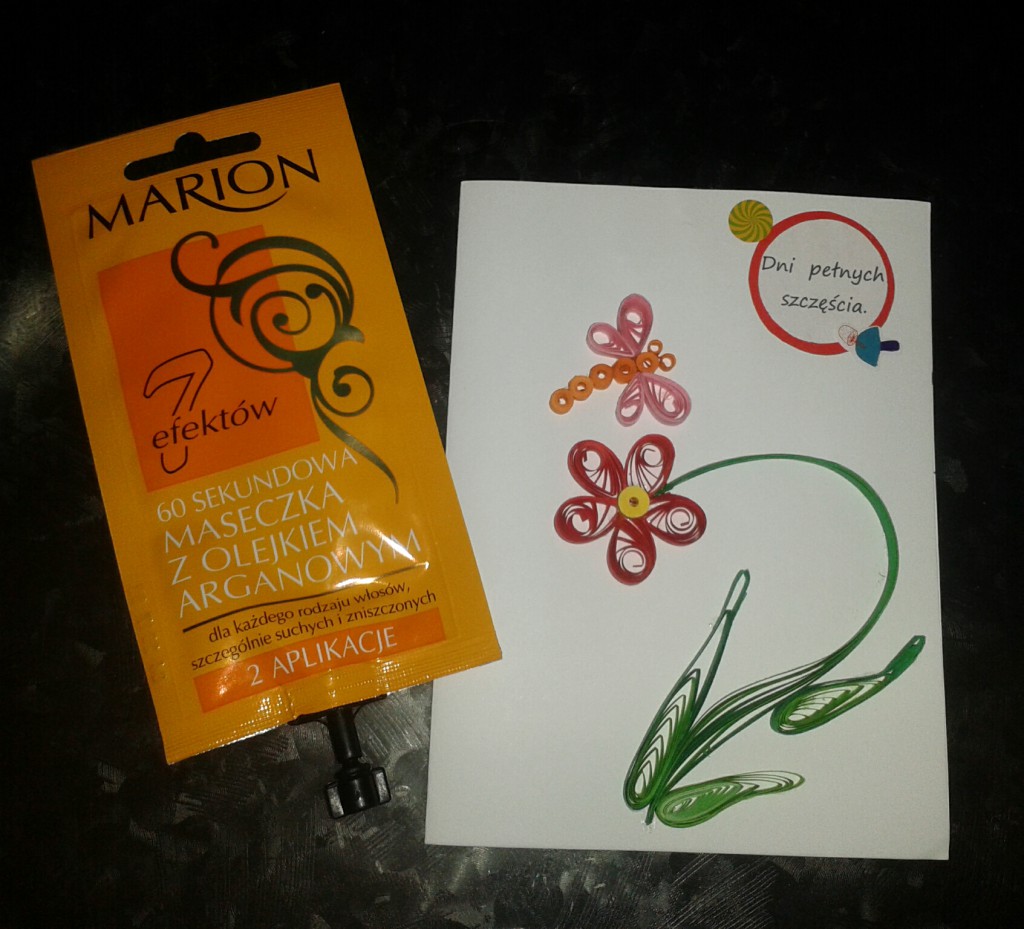 MARION
7
efektów
60 SEKUNDOWA
MASECZKA
Z OLEJKIEM
ARGANOWYM
dla każdego rodzaju włosów,
szczególnie suchych i zniszczonych
2 APLIKACJE
Dni pełnych
szczęścia.